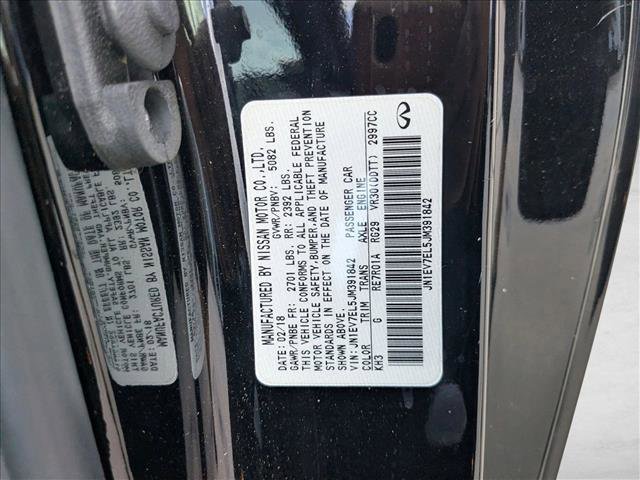 MANUFACTURED BY NISSAN MOTOR CO.,LTD.
DATE: 02/18 GVWR/PNBV: 5082 LBS.
GAWR/PNBE FR: 2701 LBS. RR: 2392 LBS.
THIS VEHICLE CONFORMS TO ALL APPLICABLE FEDERAL
MOTOR VEHICLE SAFETY,BUMPER,AND THEFT PREVENTION
STANDARDS IN EFFECT ON THE DATE OF MANUFACTURE
SHOWN ABOVE.
VIN: JN1EV7EL5JM391842 PASSENGER CAR
COLOR TRIM TRANS AXLE ENGINE
KH3 G RE7R01A RG29 VR30(DDTT) 2997CC
JN1EV7EL5JM391842